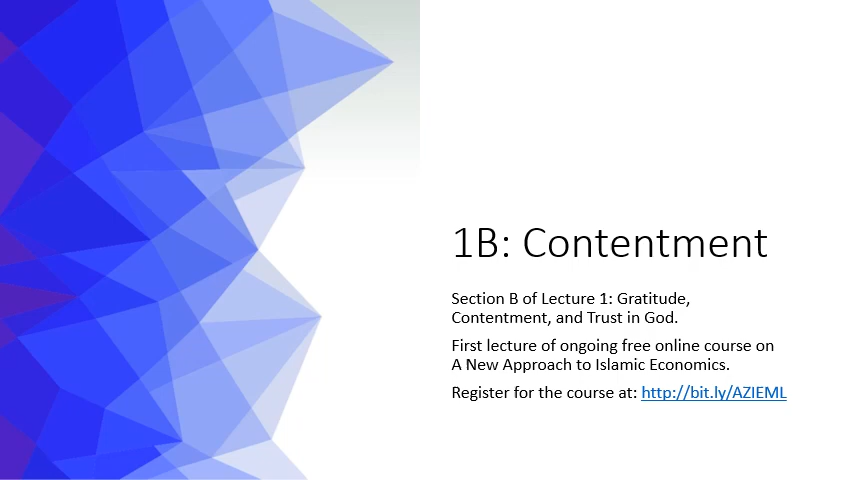 1B: Contentment
Section B of Lecture 1: Gratitude,
Contentment, and Trust in God.
First lecture of ongoing free online course on
A New Approach to Islamic Economics.
Register for the course at: http://bit.ly/AZIEML